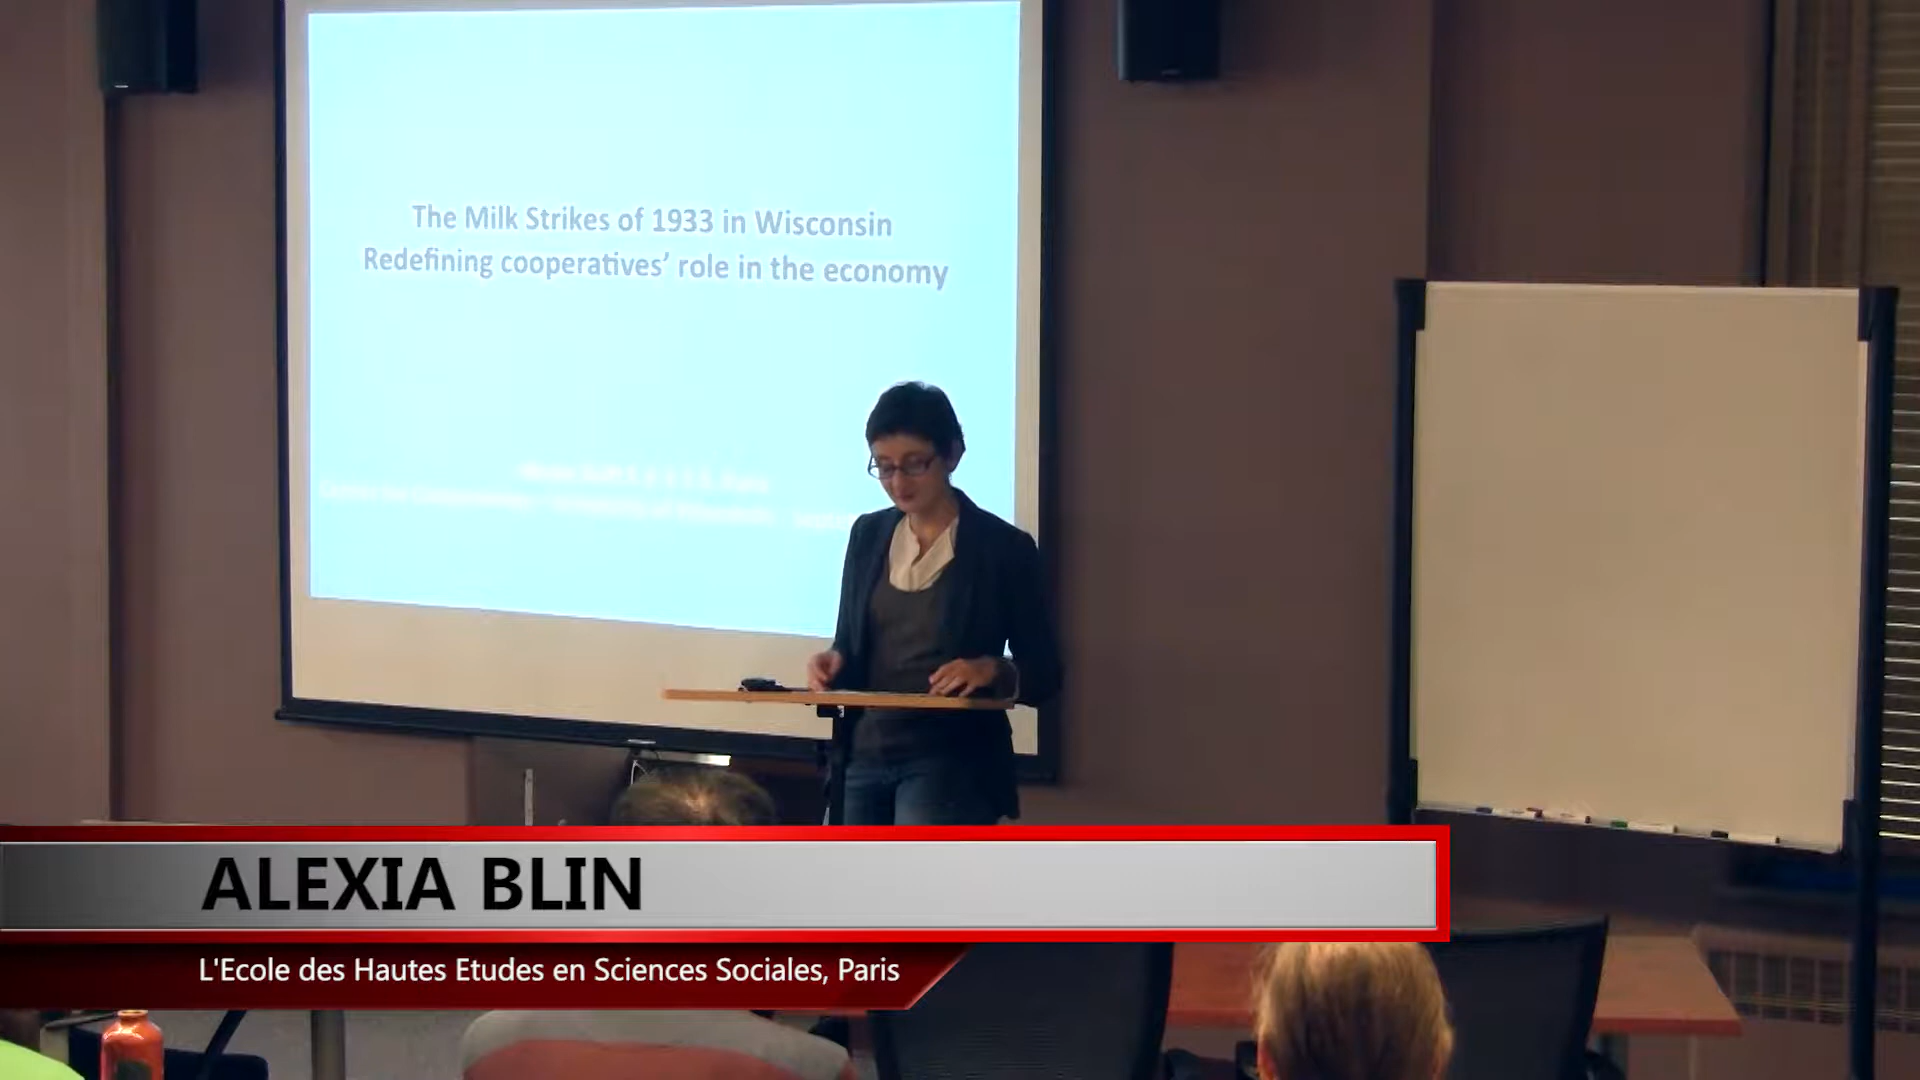 The Milk Strikes of 1933 in Wisconsin
Redefining cooperatives' role in the economy
ALEXIA BLIN
L'Ecole des Hautes Etudes en Sciences Sociales, Paris